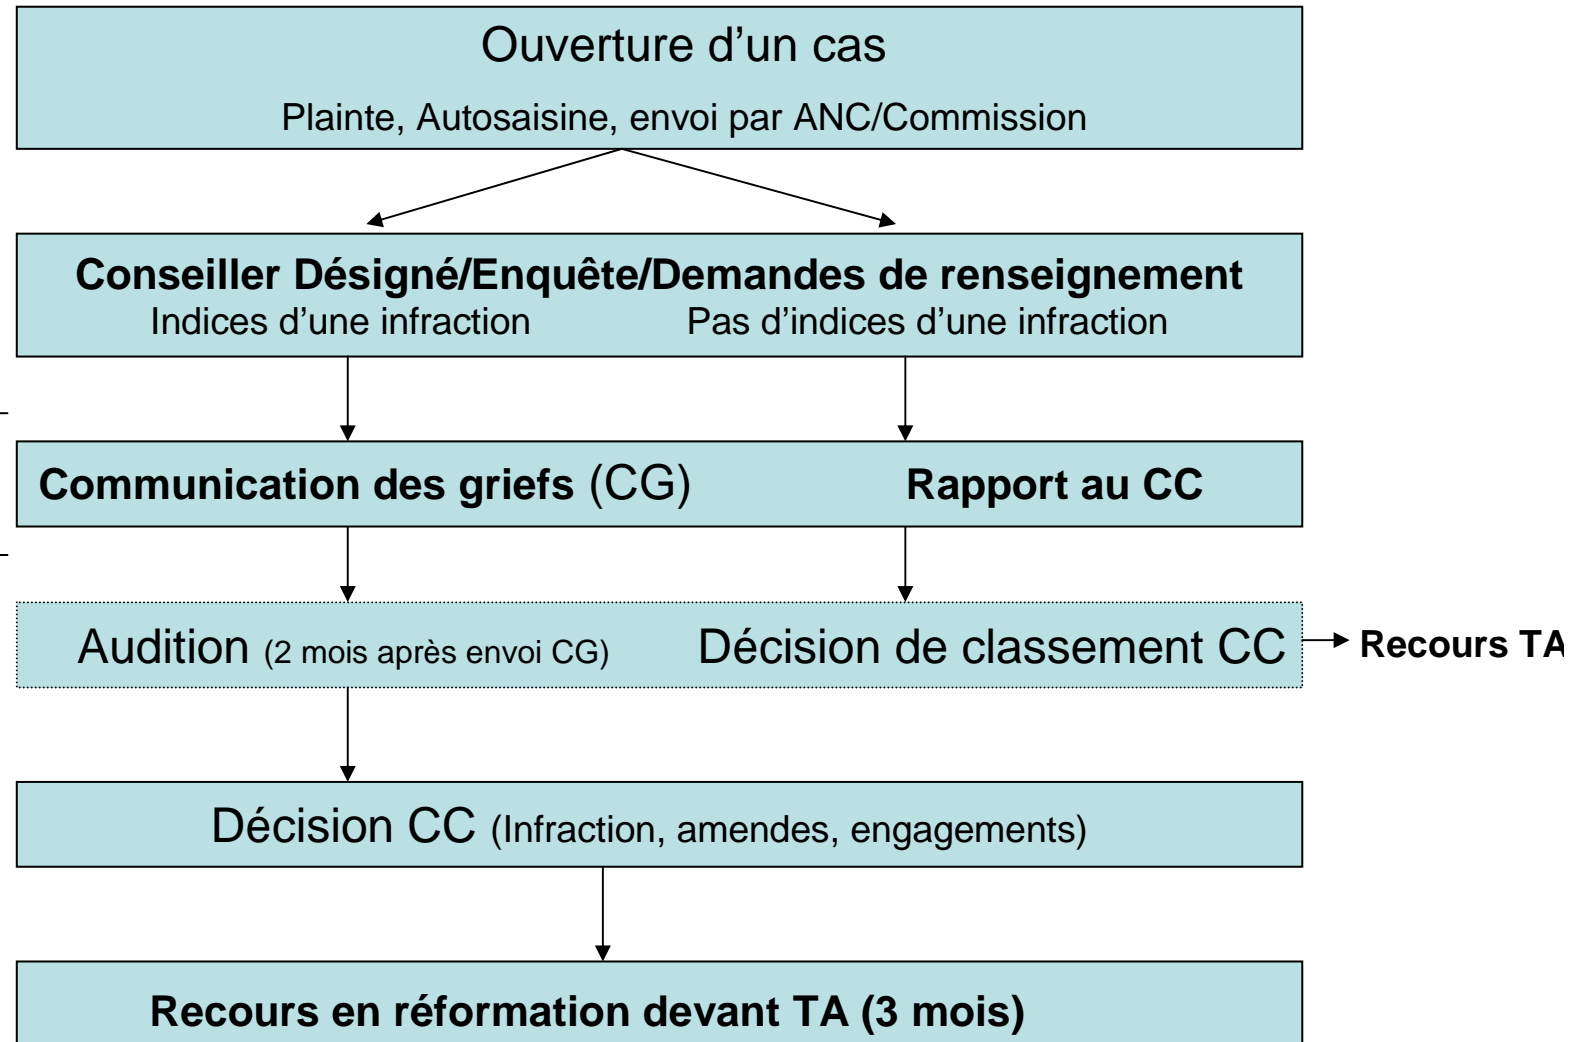 Ouverture d’un cas
Plainte, Autosaisine, envoi par ANC/Commission
Conseiller Désigné/Enquête/Demandes de renseignement
Indices d’une infraction Pas d’indices d’une infraction
Communication des griefs (CG) Rapport au CC
Audition (2 mois après envoi CG) Décision de classement CC Recours TA
Décision CC (Infraction, amendes, engagements)
Recours en réformation devant TA (3 mois)